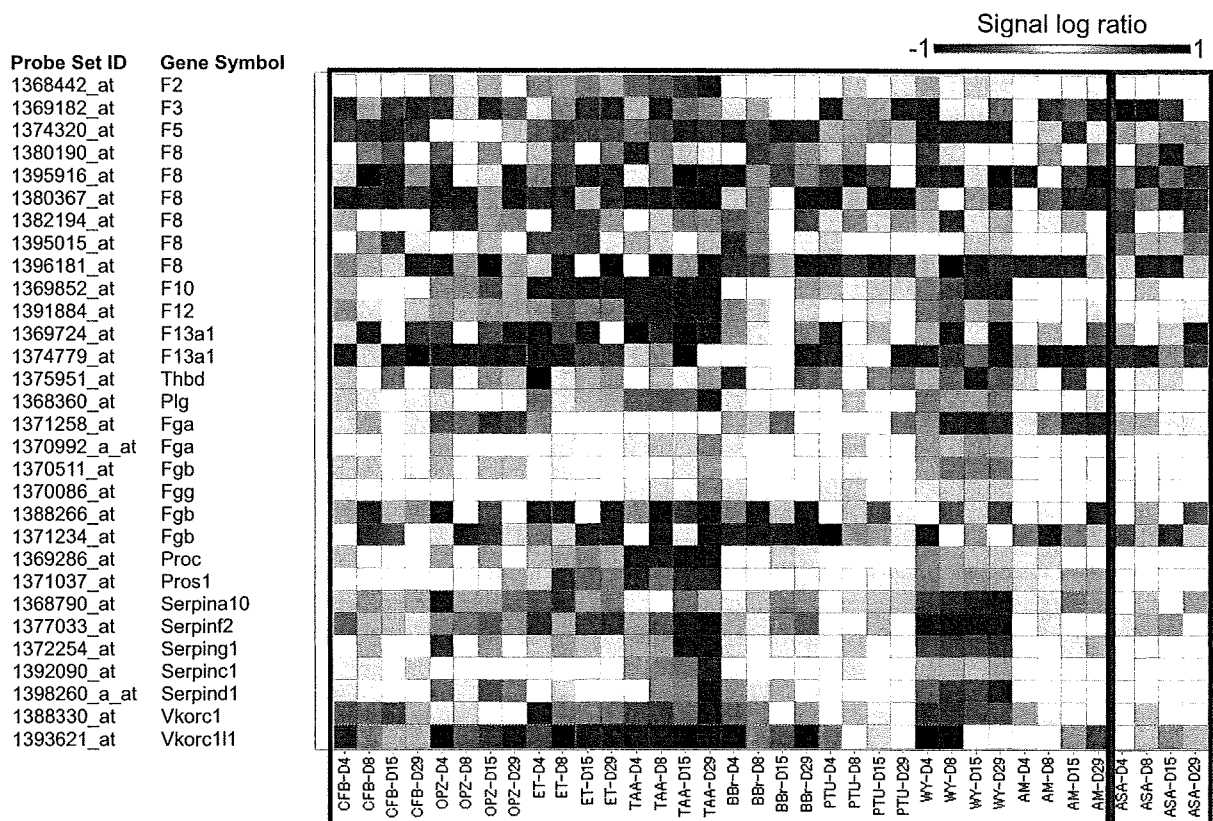 Signal log ratio
-1 1
Probe Set ID Gene Symbol
1368442_at F2
1369182_at F3
1374320_at F5
1380190_at F8
1395916_at F8
1380367_at F8
1382194_at F8
1395015_at F8
1396181_at F8
1369852_at F10
1391884_at F12
1369724_at F13a1
1374779_at F13a1
1375951_at Thbd
1368360_at Plg
1371258_at Fga
1370992_a_at Fga
1370511_at Fgb
1370086_at Fgg
1388266_at Fgb
1371234_at Fgb
1369286_at Proc
1371037_at Pros1
1368790_at Serpina10
1377033_at Serpinf2
1372254_at Serping1
1392090_at Serpinc1
1398260_a_at Serpind1
1388330_at Vkorc1
1393621_at Vkorc1l1
CFB-D4
CFB-D8
CFB-D15
CFB-D29
OPZ-D4
OPZ-D8
OPZ-D15
OPZ-D29
ET-D4
ET-D8
ET-D15
ET-D29
TAA-D4
TAA-D8
TAA-D15
TAA-D29
BBr-D4
BBr-D8
BBr-D15
BBr-D29
PTU-D4
PTU-D8
PTU-D15
PTU-D29
WY-D4
WY-D8
WY-D15
WY-D29
AM-D4
AM-D8
AM-D15
AM-D29
ASA-D4
ASA-D8
ASA-D15
ASA-D29